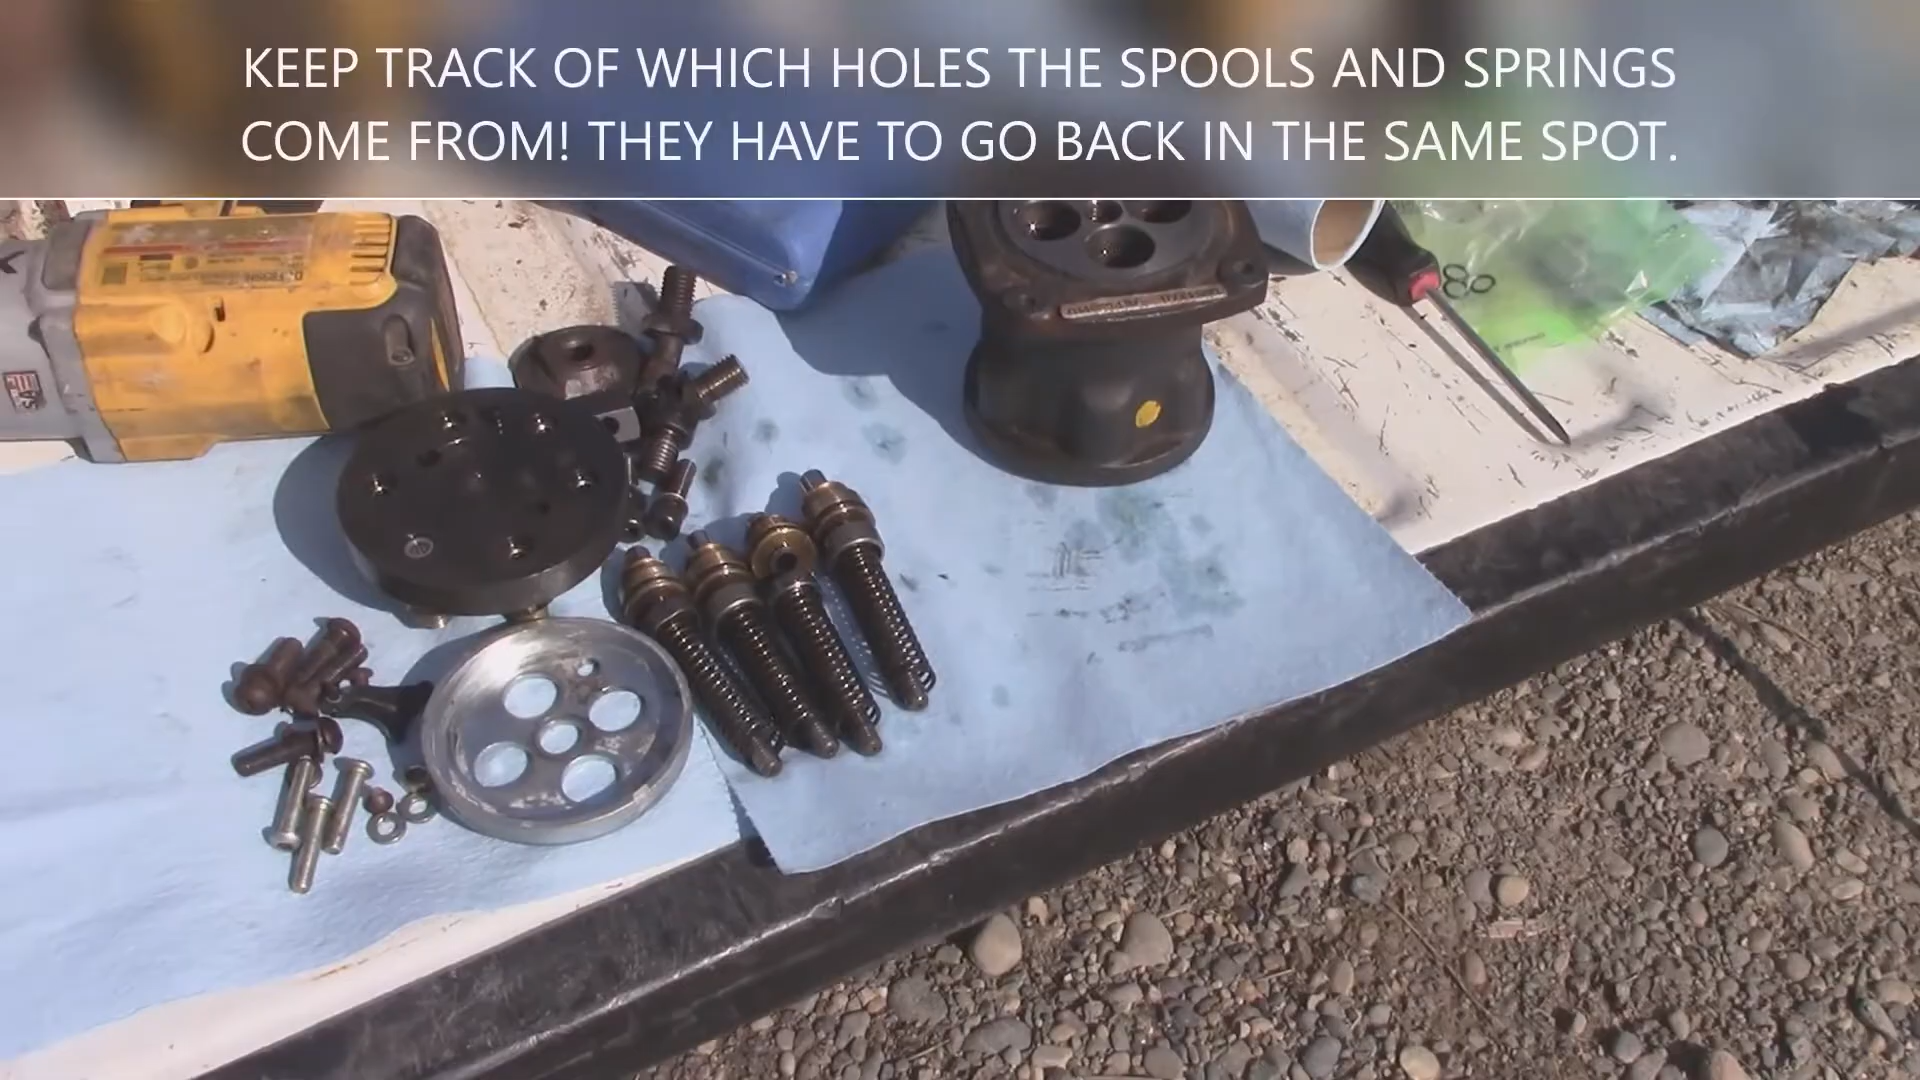 KEEP TRACK OF WHICH HOLES THE SPOOLS AND SPRINGS
COME FROM! THEY HAVE TO GO BACK IN THE SAME SPOT.